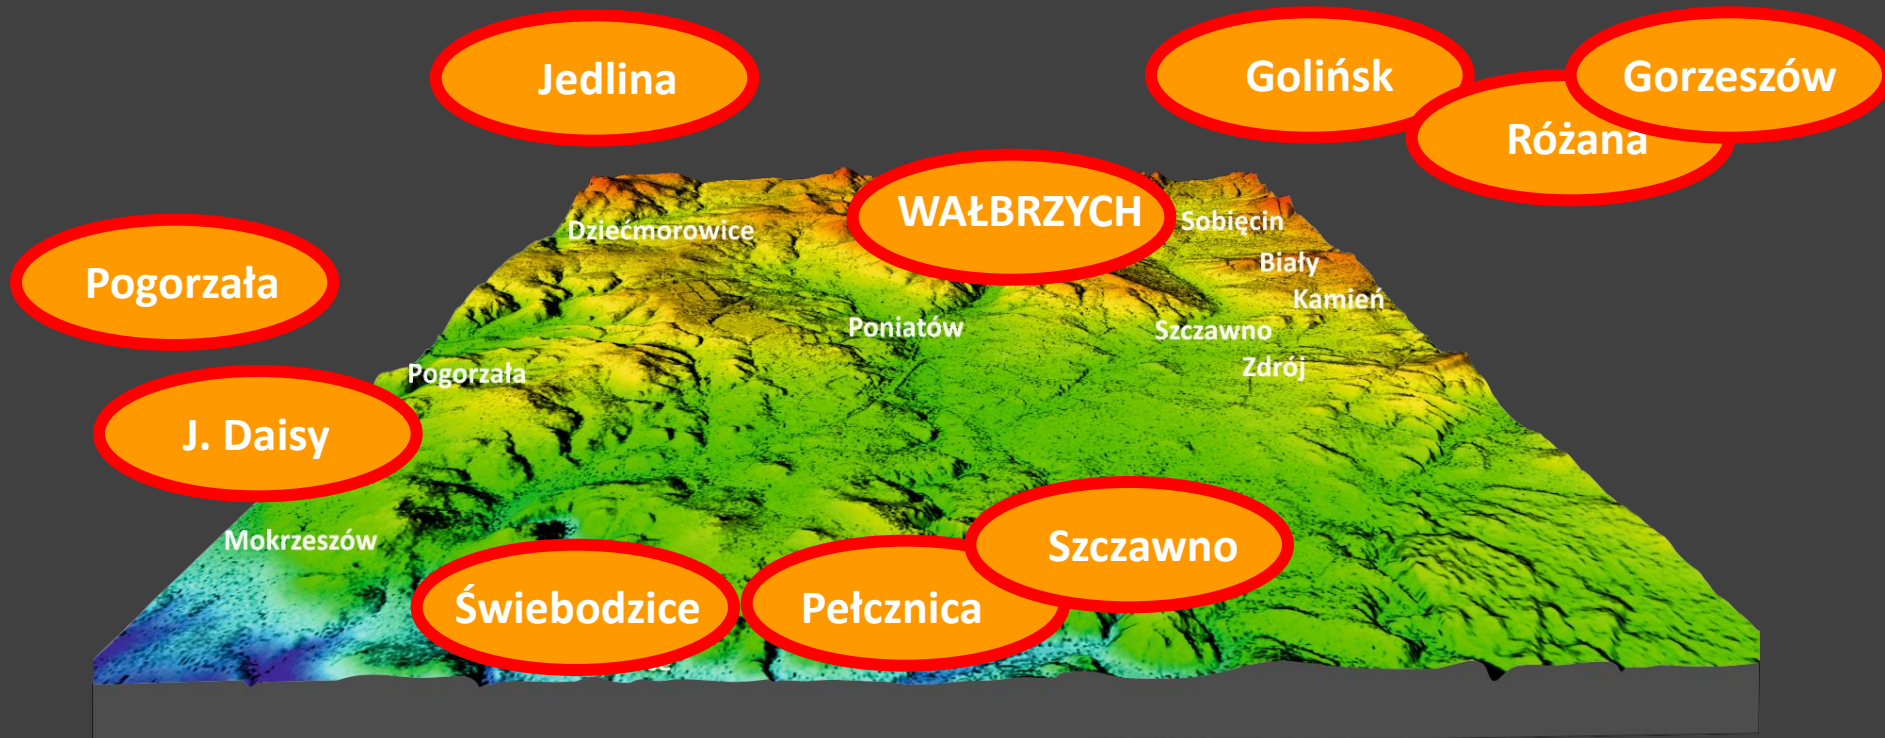 Jedlina
Golińsk
Gorzeszów
Różana
WAŁBRZYCH
Sobięcin
Dziećmorowice
Biały
Kamień
Pogorzała
Poniatów
Szczawno
Zdrój
Pogorzała
J. Daisy
Mokrzeszów
Szczawno
Świebodzice
Pełcznica